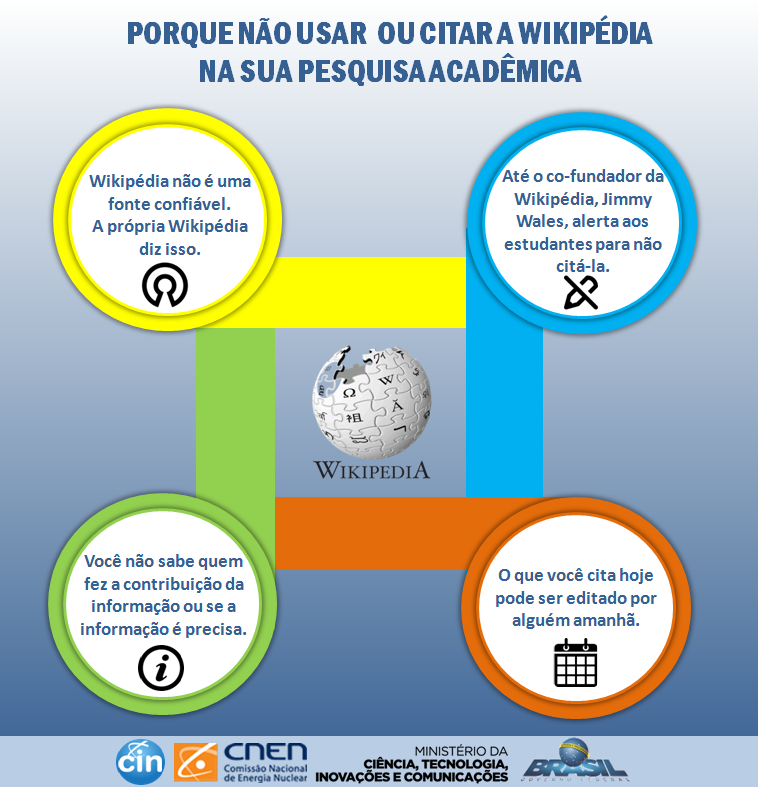 PORQUE NÃO USAR OU CITAR A WIKIPÉDIA
NA SUA PESQUISA ACADÊMICA
Wikipédia não é uma
fonte confiável.
A própria Wikipédia
diz isso.
Até o co-fundador da
Wikipédia, Jimmy
Wales, alerta aos
estudantes para não
citá-la.
Ω
W
И
祖
WIKIPEDIA
Você não sabe quem
fez a contribuição da
informação ou se a
informação é precisa.
i
O que você cita hoje
pode ser editado por
alguém amanhã.
cin
CNEN
Comissão Nacional
de Energia Nuclear
MINISTÉRIO DA
CIÊNCIA, TECNOLOGIA,
INOVAÇÕES E COMUNICAÇÕES
BRASIL
GOVERNO FEDERAL